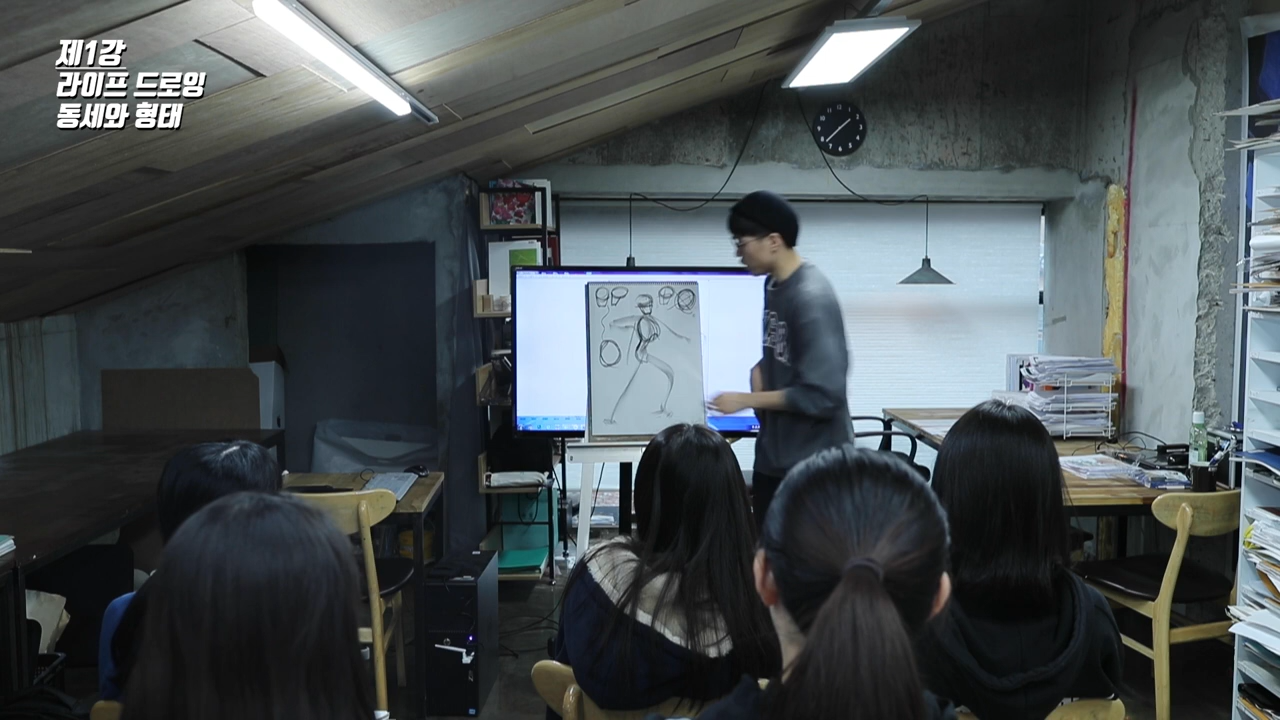 제1강
라이프 드로잉
동세와 형태